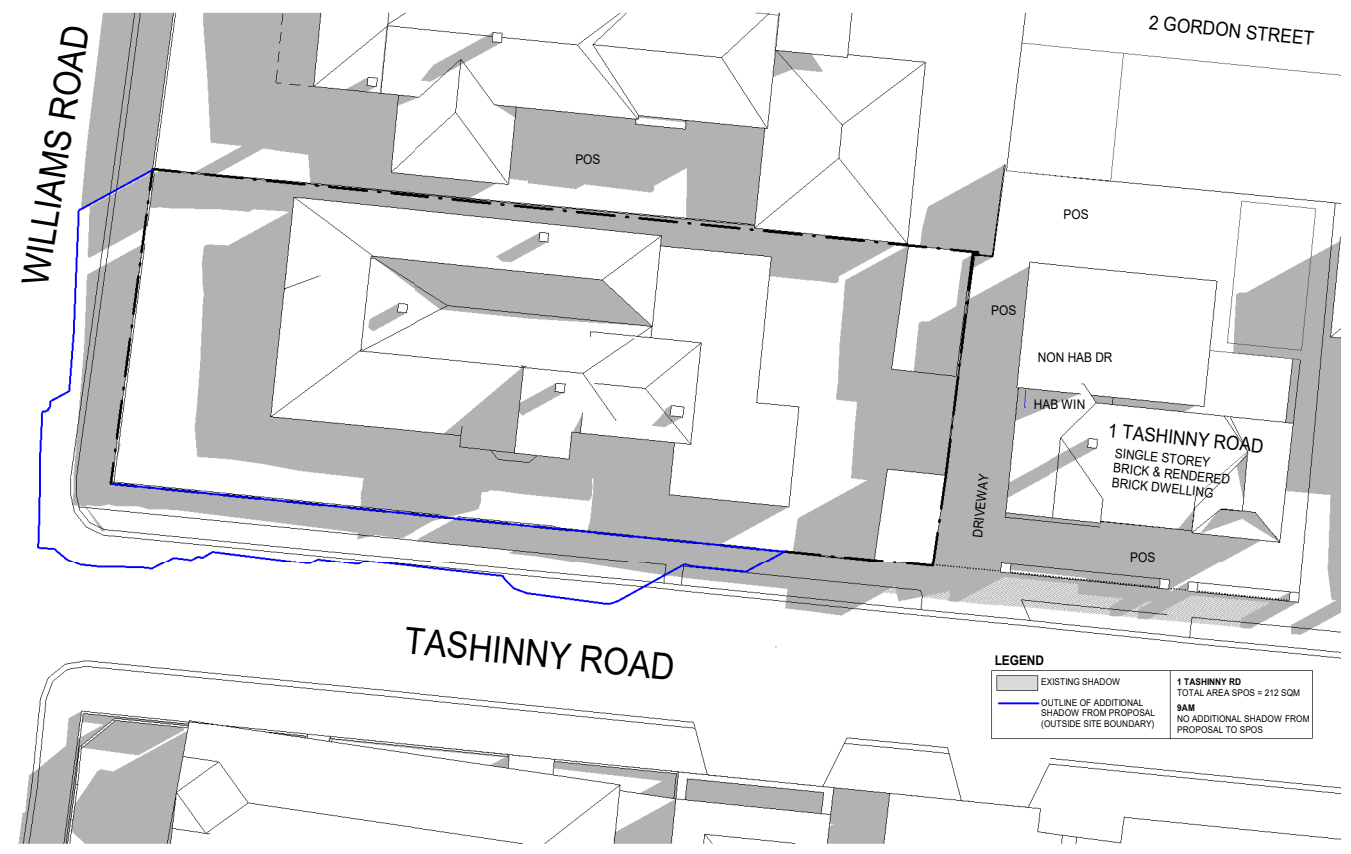 2 GORDON STREET
WILLIAMS ROAD
POS
POS
POS
NON HAB DR
HAB WIN
1 TASHINNY ROAD
SINGLE STOREY
BRICK & RENDERED
BRICK DWELLING
DRIVEWAY
POS
TASHINNY ROAD
LEGEND
EXISTING SHADOW
OUTLINE OF ADDITIONAL
SHADOW FROM PROPOSAL
(OUTSIDE SITE BOUNDARY)
1 TASHINNY RD
TOTAL AREA SPOS = 212 SQM
9AM
NO ADDITIONAL SHADOW FROM
PROPOSAL TO SPOS